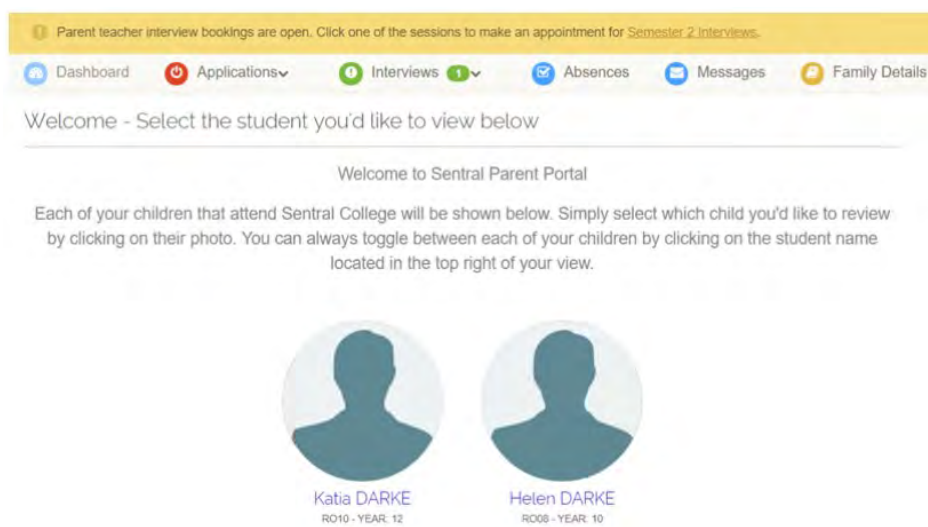 Parent teacher interview bookings are open. Click one of the sessions to make an appointment for Semester 2 Interviews.
Dashboard Applications Interviews 1 Absences Messages Family Details
Welcome - Select the student you'd like to view below
Welcome to Sentral Parent Portal
Each of your children that attend Sentral College will be shown below. Simply select which child you'd like to review
by clicking on their photo. You can always toggle between each of your children by clicking on the student name
located in the top right of your view.
Katia DARKE Helen DARKE
RO10 - YEAR: 12 RO08 - YEAR: 10